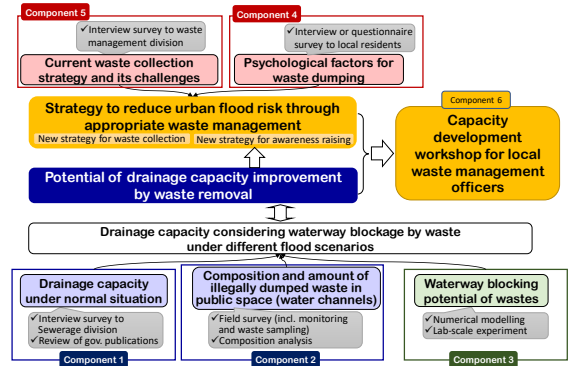 Component 5
Component 4
✓Interview survey to waste
management division
✓Interview or questionnaire
survey to local residents
Current waste collection
strategy and its challenges
Psychological factors for
waste dumping
Component 6
Strategy to reduce urban flood risk through
appropriate waste management
New strategy for waste collection
New strategy for awareness raising
Capacity
development
workshop for local
waste management
officers
Potential of drainage capacity improvement
by waste removal
Drainage capacity considering waterway blockage by waste
under different flood scenarios
Drainage capacity
under normal situation
✓Interview survey to
Sewerage division
✓Review of gov. publications
Component 1
Composition and amount of
illegally dumped waste in
public space (water channels)
✓Field survey (incl. monitoring
and waste sampling)
✓Composition analysis
Component 2
Waterway blocking
potential of wastes
✓Numerical modelling
✓Lab-scale experiment
Component 3